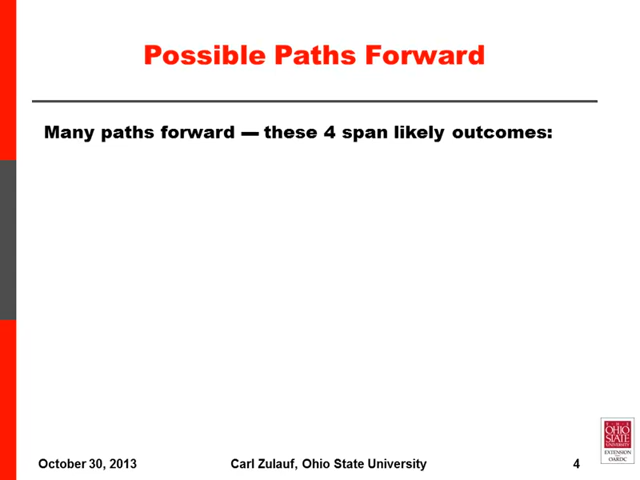 Possible Paths Forward
Many paths forward — these 4 span likely outcomes:
THE
OHIO
STATE
UNIVERSITY
EXTENSION
OARDC
October 30, 2013
Carl Zulauf, Ohio State University
4